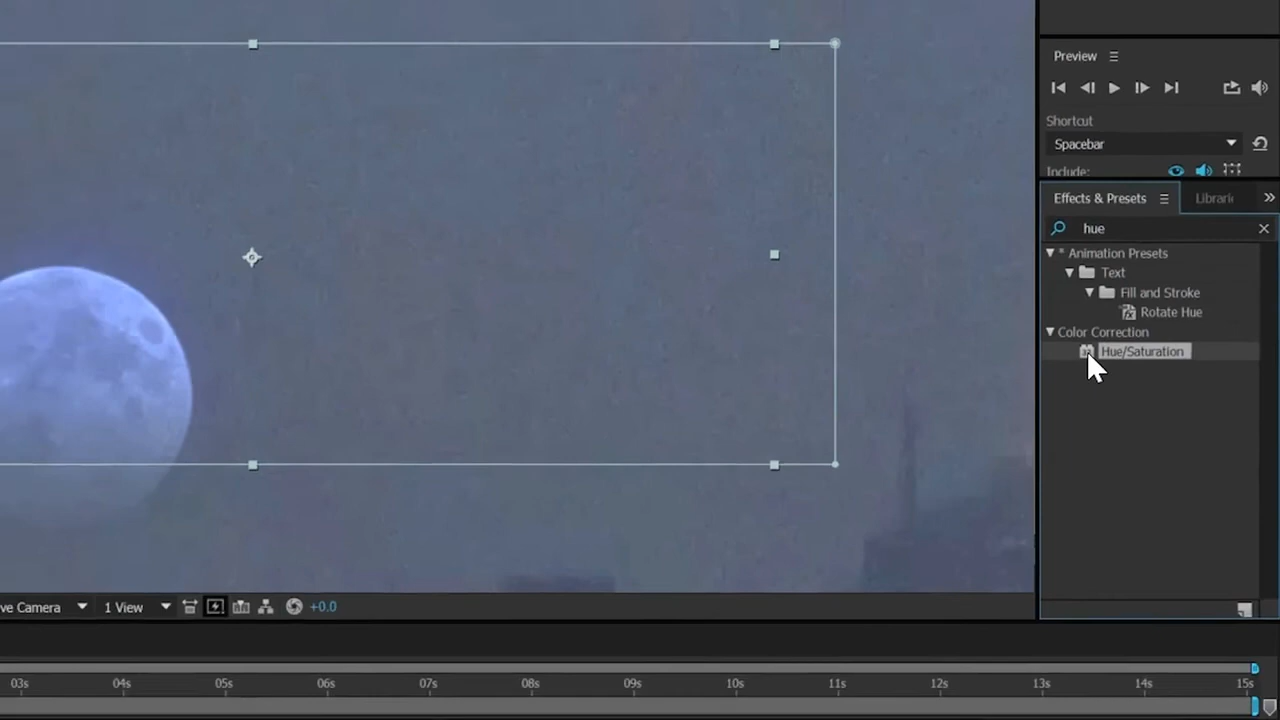 Preview
Shortcut
Spacebar
Include:
Effects & Presets
Librari
hue
* Animation Presets
Text
Fill and Stroke
Rotate Hue
Color Correction
Hue/Saturation
ve Camera
1 View
+0.0
03s 04s 05s 06s 07s 08s 09s 10s 11s 12s 13s 14s 15s